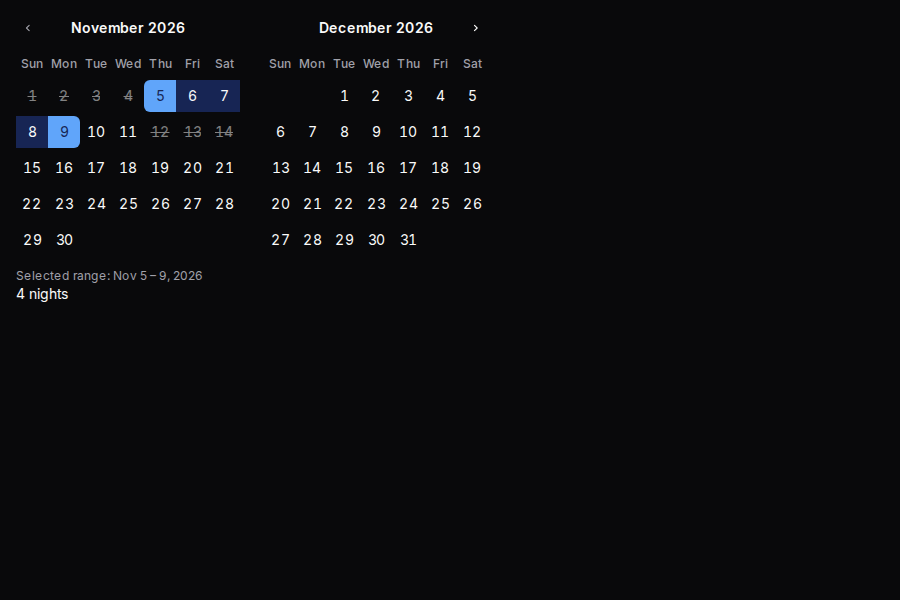 November 2026
Sun Mon Tue Wed Thu Fri Sat
1 2 3 4 5 6 7
8 9 10 11 12 13 14
15 16 17 18 19 20 21
22 23 24 25 26 27 28
29 30
December 2026
Sun Mon Tue Wed Thu Fri Sat
1 2 3 4 5
6 7 8 9 10 11 12
13 14 15 16 17 18 19
20 21 22 23 24 25 26
27 28 29 30 31
Selected range: Nov 5 – 9, 2026
4 nights